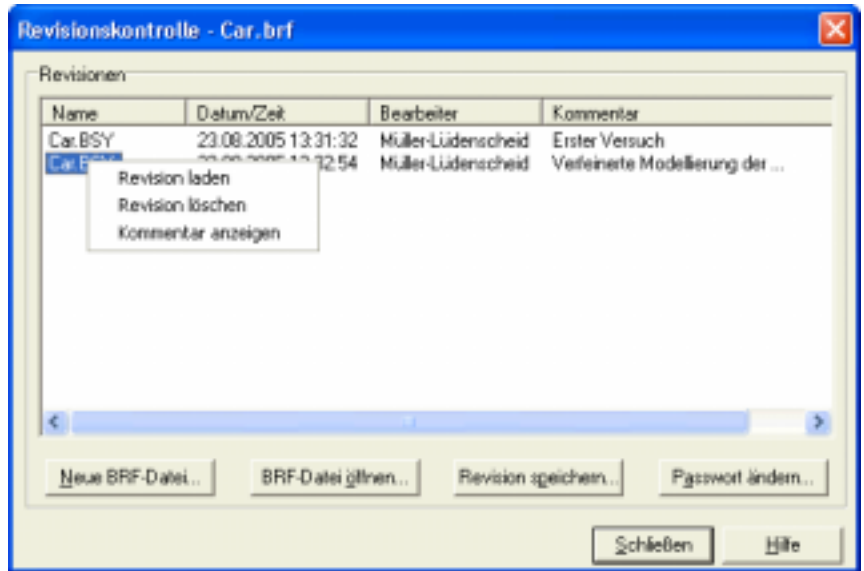 Revisionskontrolle - Car.brf
Revisionen
Name Datum/Zeit Bearbeiter Kommentar
Car.BSY 23.08.2005 13:31:32 Müller-Lüdenscheid Erster Versuch
32:54 Müller-Lüdenscheid Verfeinerte Modellierung der ...
Revision laden
Revision löschen
Kommentar anzeigen
Neue BRF-Datei... BRF-Datei öffnen... Revision speichern... Passwort ändern...
Schließen Hilfe